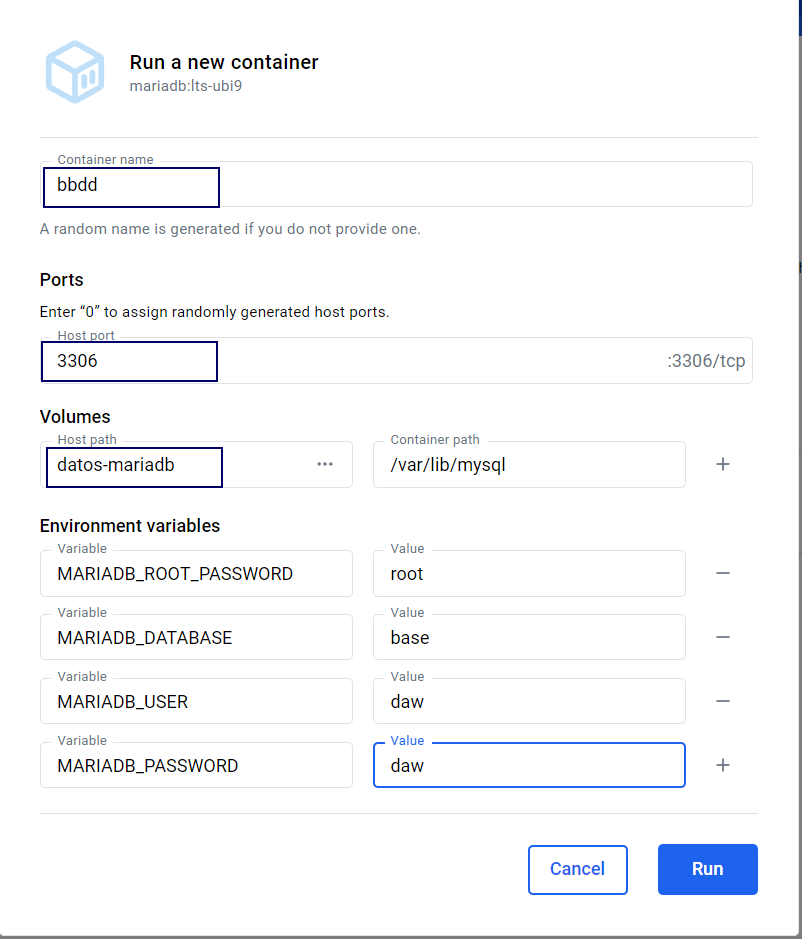 Run a new container
mariadb:lts-ubi9
Container name
bbdd
A random name is generated if you do not provide one.
Ports
Enter “0” to assign randomly generated host ports.
Host port
3306 :3306/tcp
Volumes
Host path Container path
datos-mariadb ··· /var/lib/mysql +
Environment variables
Variable Value
MARIADB_ROOT_PASSWORD root −
Variable Value
MARIADB_DATABASE base −
Variable Value
MARIADB_USER daw −
Variable Value
MARIADB_PASSWORD daw +
Cancel Run